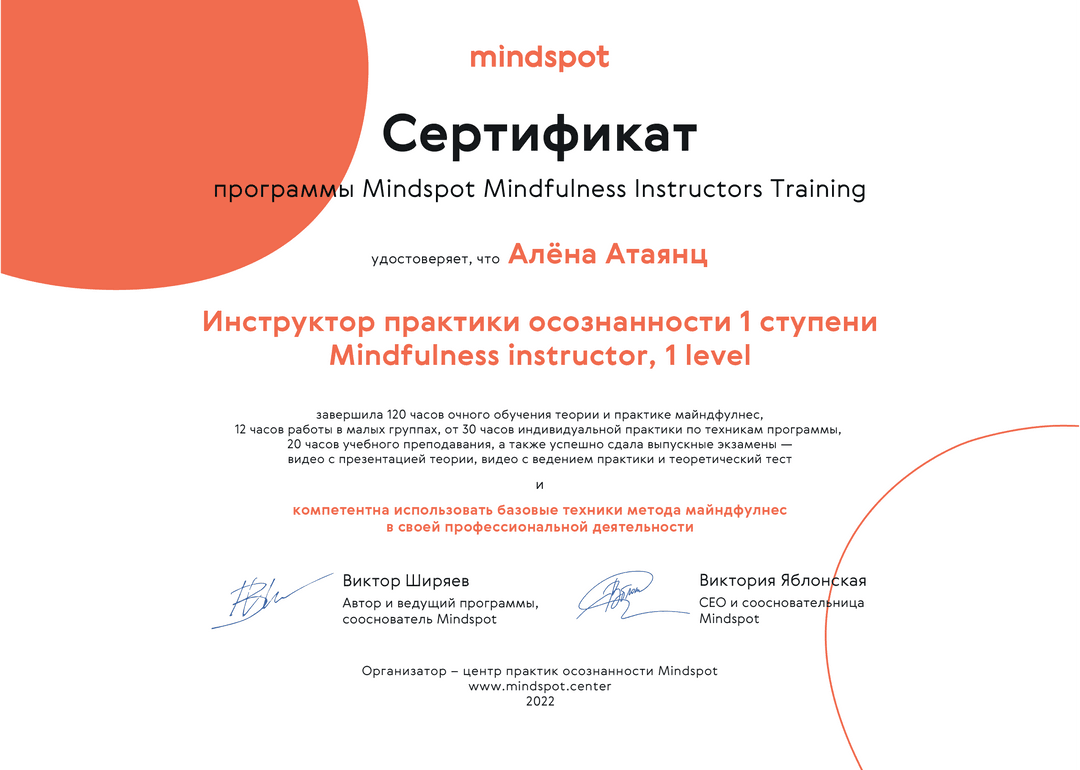 mindspot
Сертификат
программы Mindspot Mindfulness Instructors Training
удостоверяет, что Алёна Атаянц
Инструктор практики осознанности 1 ступени
Mindfulness instructor, 1 level
завершила 120 часов очного обучения теории и практике майндфулнес,
12 часов работы в малых группах, от 30 часов индивидуальной практики по техникам программы,
20 часов учебного преподавания, а также успешно сдала выпускные экзамены —
видео с презентацией теории, видео с ведением практики и теоретический тест
и
компетентна использовать базовые техники метода майндфулнес
в своей профессиональной деятельности
Виктор Ширяев
Автор и ведущий программы,
сооснователь Mindspot
Виктория Яблонская
CEO и соосновательница
Mindspot
Организатор – центр практик осознанности Mindspot
www.mindspot.center
2022